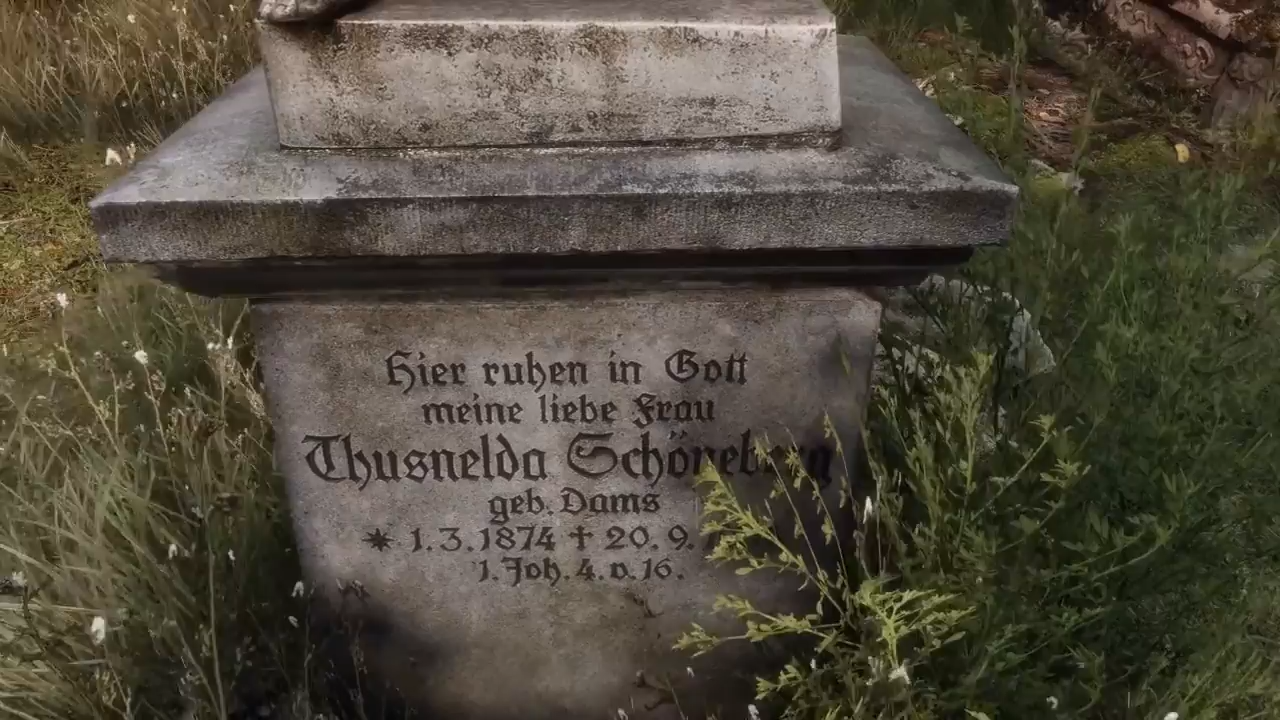 Hier ruhen in Gott
meine liebe Frau
Thusnelda Schöneberg
geb. Dams
* 1.3.1874 † 20.9.
1. Joh. 4. v. 16.